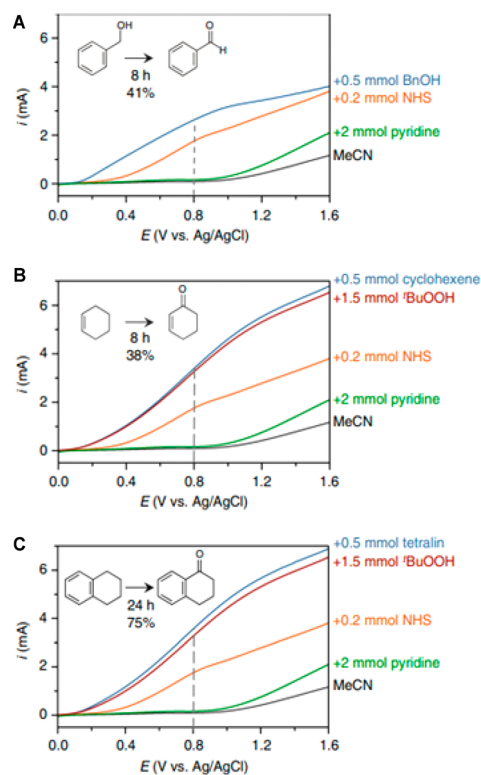 A
OH
O
H
8 h
41%
+0.5 mmol BnOH
+0.2 mmol NHS
+2 mmol pyridine
MeCN
i (mA)
6
4
2
0
0.0 0.4 0.8 1.2 1.6
E (V vs. Ag/AgCl)
B
O
8 h
38%
+0.5 mmol cyclohexene
+1.5 mmol ᵗBuOOH
+0.2 mmol NHS
+2 mmol pyridine
MeCN
i (mA)
6
4
2
0
0.0 0.4 0.8 1.2 1.6
E (V vs. Ag/AgCl)
C
O
24 h
75%
+0.5 mmol tetralin
+1.5 mmol ᵗBuOOH
+0.2 mmol NHS
+2 mmol pyridine
MeCN
i (mA)
6
4
2
0
0.0 0.4 0.8 1.2 1.6
E (V vs. Ag/AgCl)